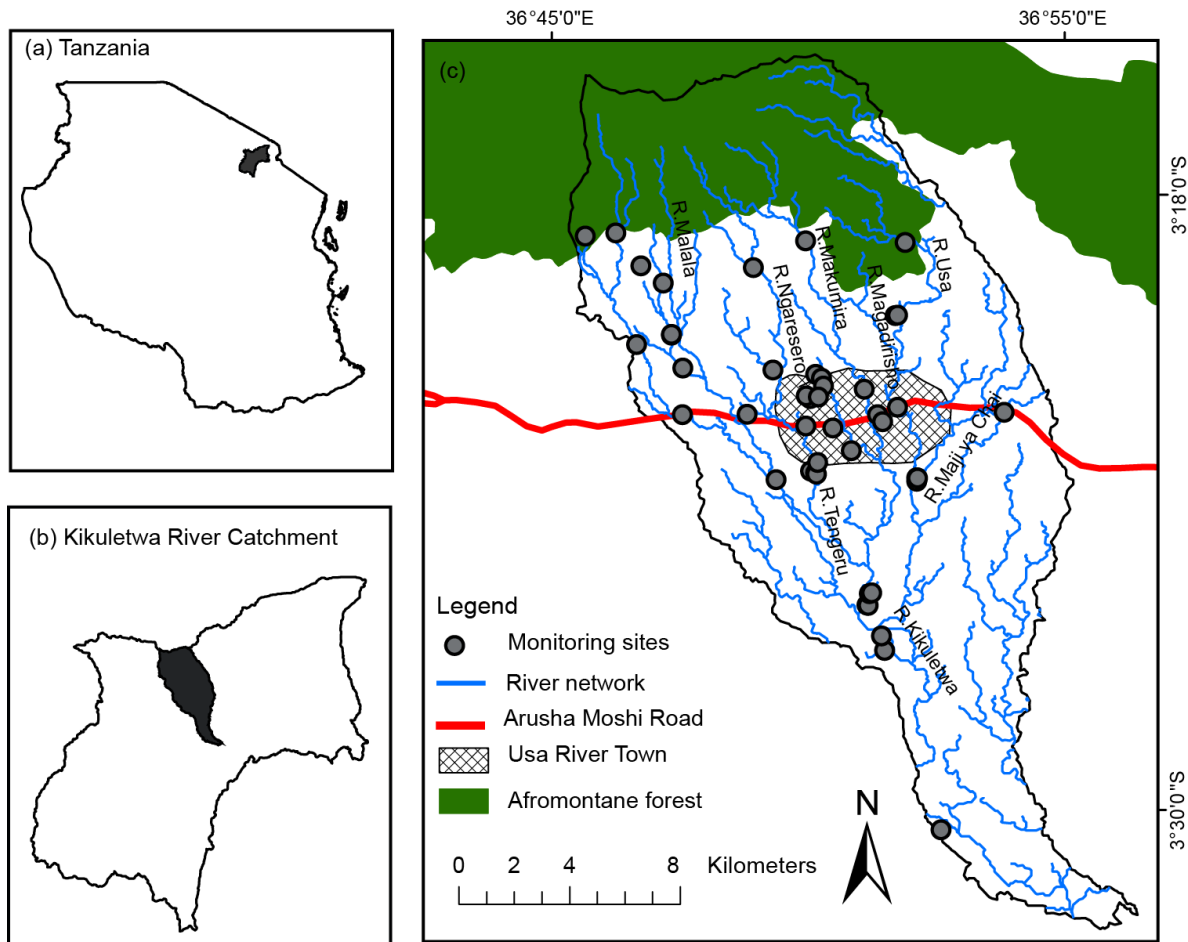 (a) Tanzania
(b) Kikuletwa River Catchment
36°45'0"E
36°55'0"E
(c)
3°18'0"S
3°30'0"S
R.Malala
R.Ngaresero
R.Makumira
R.Magadirisho
R Usa
R.Maji ya Chai
R.Tengeru
R.Kikuletwa
Legend
Monitoring sites
River network
Arusha Moshi Road
Usa River Town
Afromontane forest
0 2 4 8 Kilometers
N